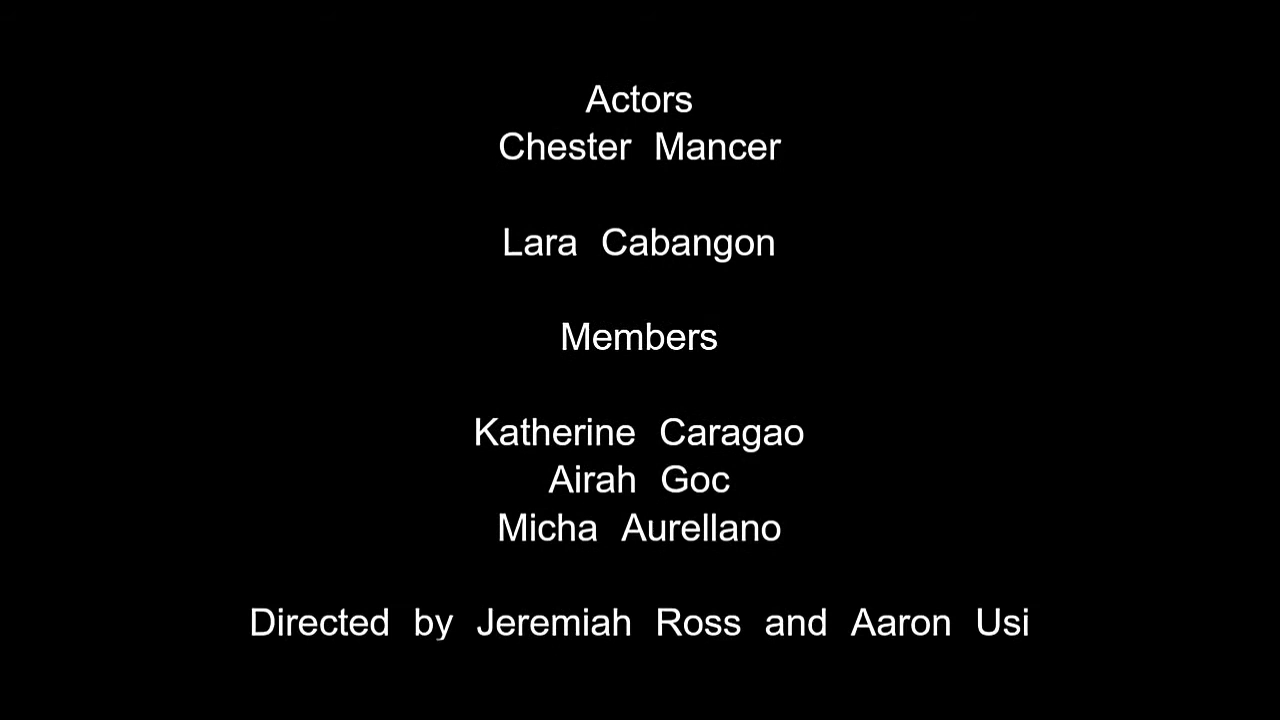 Actors
Chester Mancer
Lara Cabangon
Members
Katherine Caragao
Airah Goc
Micha Aurellano
Directed by Jeremiah Ross and Aaron Usi